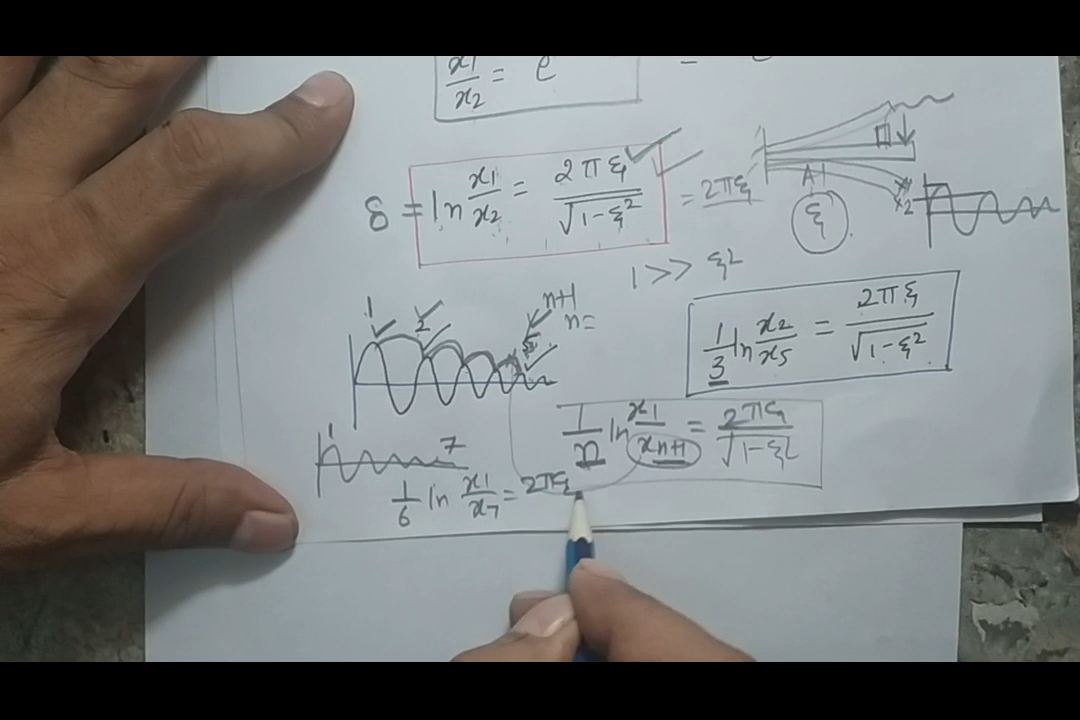 x1/x2 = e
δ = ln x1/x2 = 2πξ/√1-ξ² = 2πξ
Al
ξ
x2
1 >> ξ²
1 2 n+1
n=
1/3 ln x2/x5 = 2πξ/√1-ξ²
1/n ln x1/xn+1 = 2πξ/√1-ξ²
1 7
1/6 ln x1/x7 = 2πξ